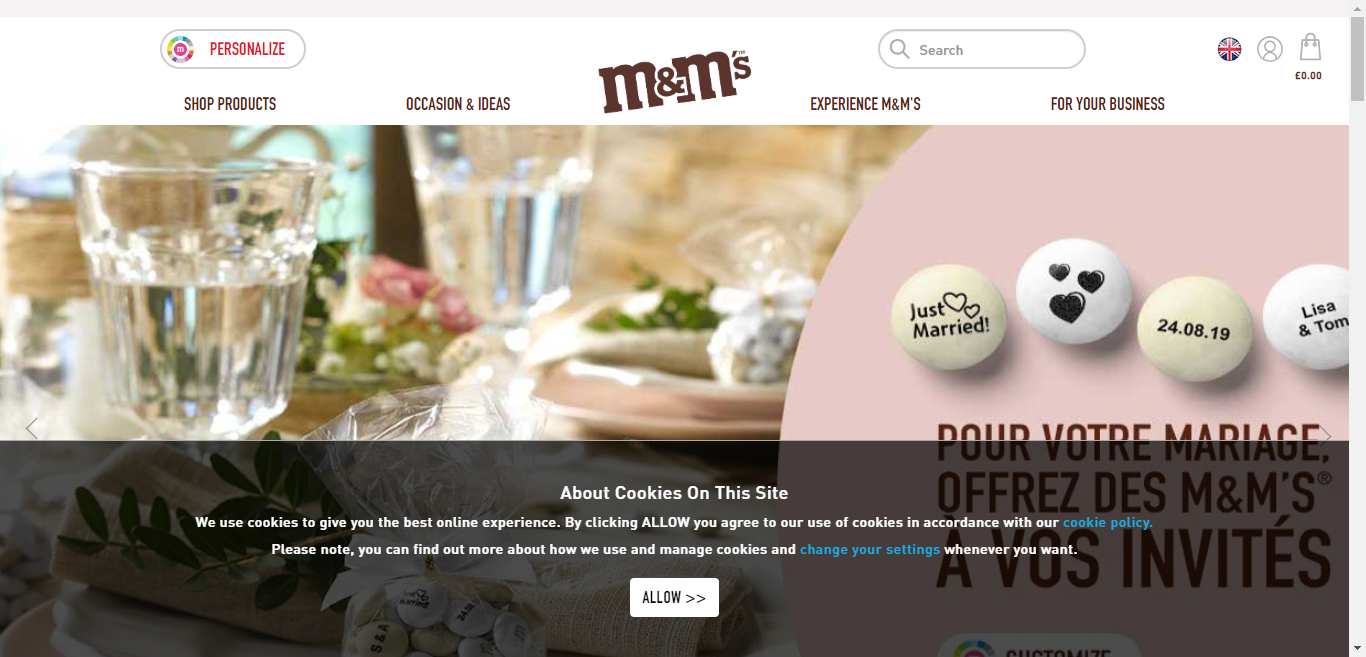 PERSONALIZE
Search
£0.00
m&m's™
SHOP PRODUCTS
OCCASION & IDEAS
EXPERIENCE M&M'S
FOR YOUR BUSINESS
Just Married!
24.08.19
Lisa
& Tom
POUR VOTRE MARIAGE,
OFFREZ DES M&M'S®
À VOS INVITÉS
About Cookies On This Site
We use cookies to give you the best online experience. By clicking ALLOW you agree to our use of cookies in accordance with our cookie policy.
Please note, you can find out more about how we use and manage cookies and change your settings whenever you want.
ALLOW >>
S & A
24.08
CUSTOMIZE